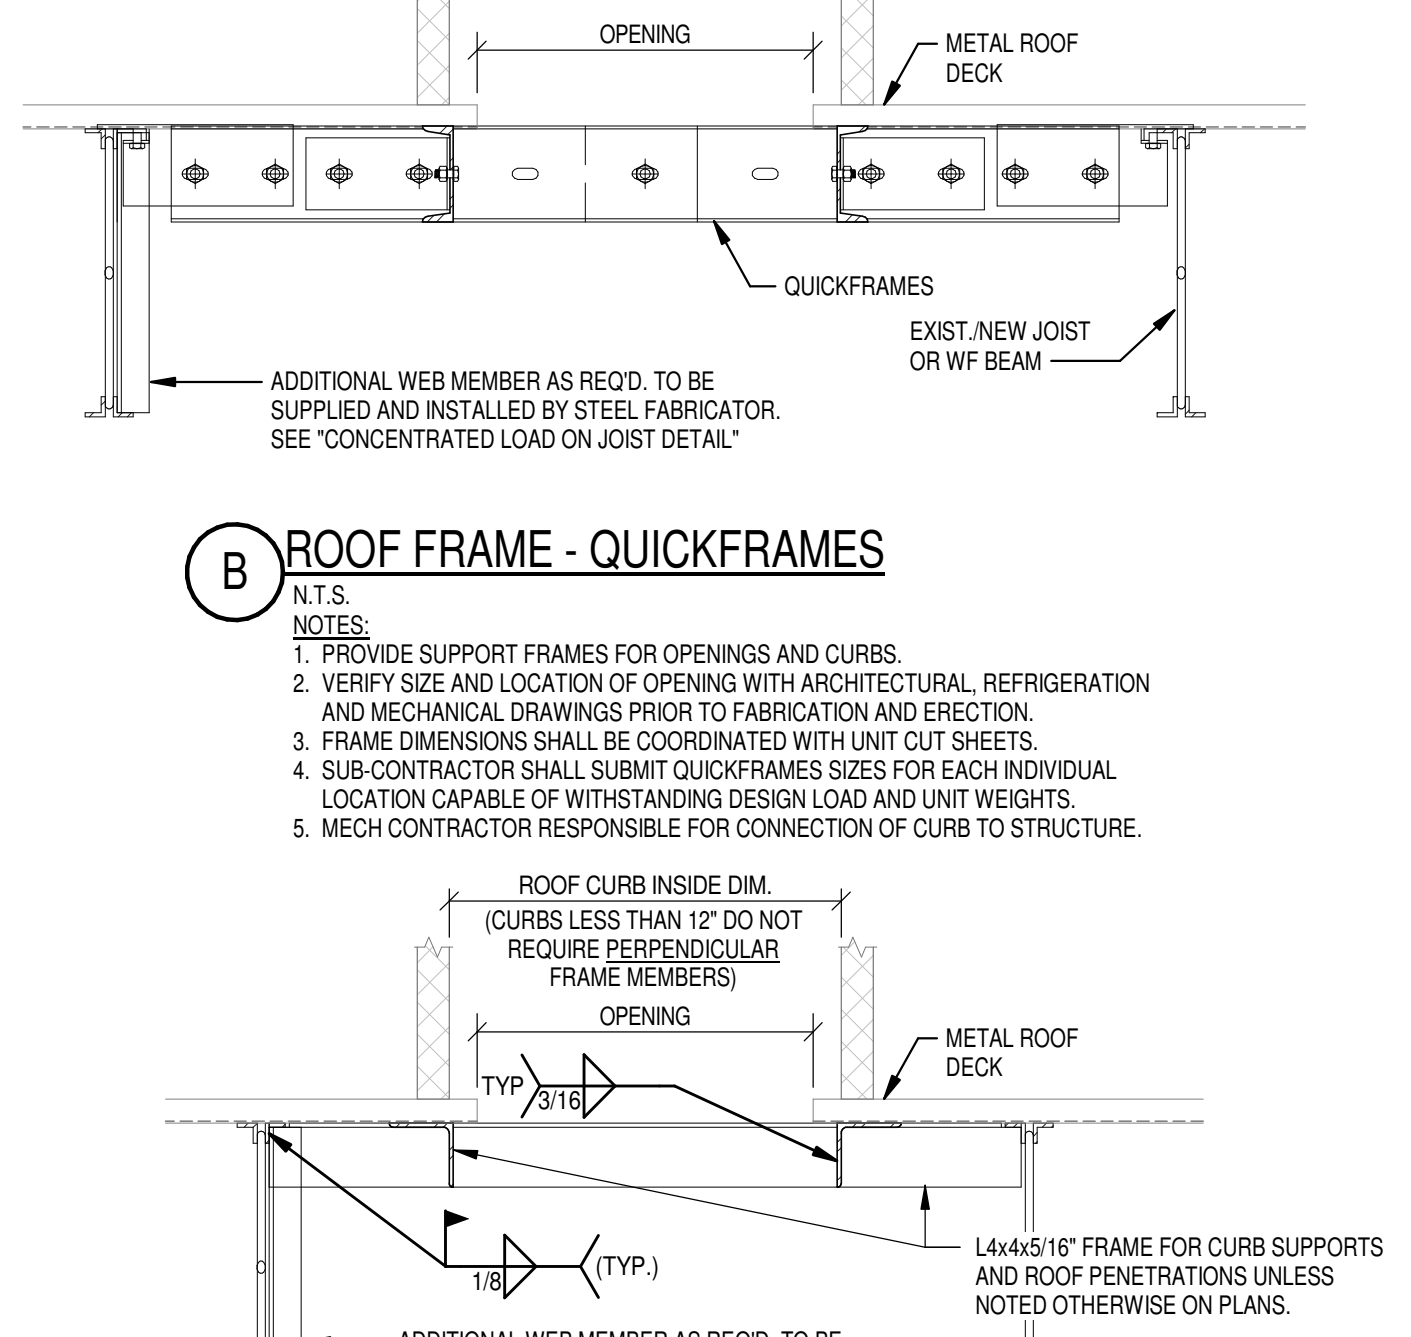 OPENING
METAL ROOF
DECK
QUICKFRAMES
EXIST./NEW JOIST
OR WF BEAM
ADDITIONAL WEB MEMBER AS REQ'D. TO BE
SUPPLIED AND INSTALLED BY STEEL FABRICATOR.
SEE "CONCENTRATED LOAD ON JOIST DETAIL"
B
ROOF FRAME - QUICKFRAMES
N.T.S.
NOTES:
1. PROVIDE SUPPORT FRAMES FOR OPENINGS AND CURBS.
2. VERIFY SIZE AND LOCATION OF OPENING WITH ARCHITECTURAL, REFRIGERATION
AND MECHANICAL DRAWINGS PRIOR TO FABRICATION AND ERECTION.
3. FRAME DIMENSIONS SHALL BE COORDINATED WITH UNIT CUT SHEETS.
4. SUB-CONTRACTOR SHALL SUBMIT QUICKFRAMES SIZES FOR EACH INDIVIDUAL
LOCATION CAPABLE OF WITHSTANDING DESIGN LOAD AND UNIT WEIGHTS.
5. MECH CONTRACTOR RESPONSIBLE FOR CONNECTION OF CURB TO STRUCTURE.
ROOF CURB INSIDE DIM.
(CURBS LESS THAN 12" DO NOT
REQUIRE PERPENDICULAR
FRAME MEMBERS)
OPENING
METAL ROOF
DECK
TYP
3/16
1/8
(TYP.)
L4x4x5/16" FRAME FOR CURB SUPPORTS
AND ROOF PENETRATIONS UNLESS
NOTED OTHERWISE ON PLANS.
ADDITIONAL WEB MEMBER AS REQ'D. TO BE